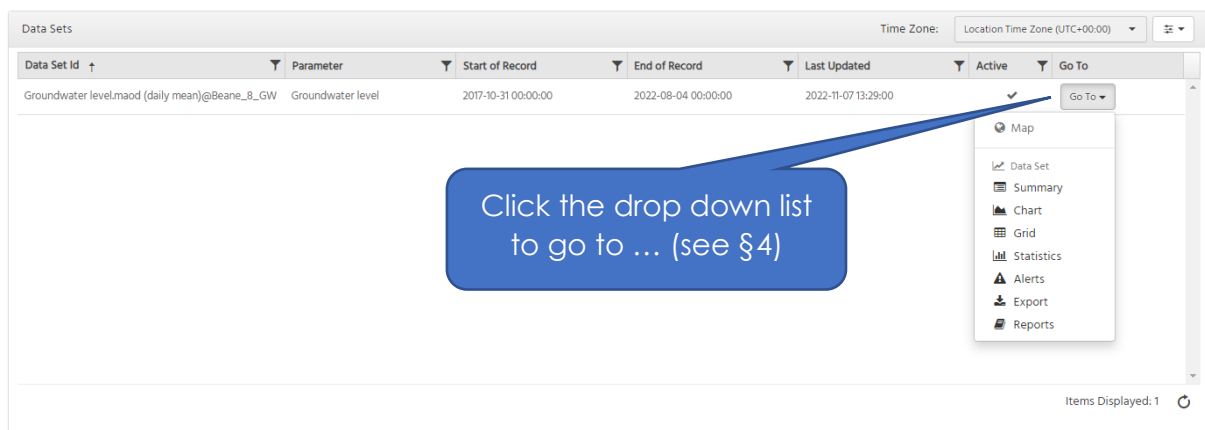 Data Sets
Time Zone: Location Time Zone (UTC+00:00)
Data Set Id ↑ Parameter Start of Record End of Record Last Updated Active Go To
Groundwater level.maod (daily mean)@Beane_8_GW Groundwater level 2017-10-31 00:00:00 2022-08-04 00:00:00 2022-11-07 13:29:00 Go To
Map
Data Set
Summary
Chart
Grid
Statistics
Alerts
Export
Reports
Click the drop down list
to go to … (see §4)
Items Displayed: 1